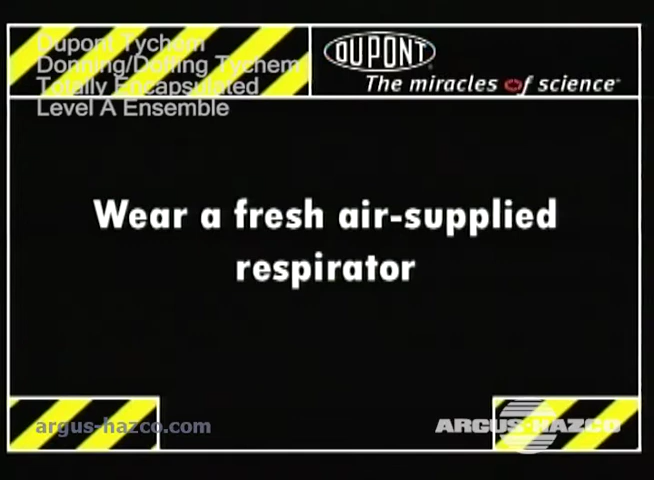 Dupont Tychem
Donning/Doffing Tychem
Totally Encapsulated
Level A Ensemble
DUPONT
The miracles of science
Wear a fresh air-supplied
respirator
argus-hazco.com
ARGUS·HAZCO